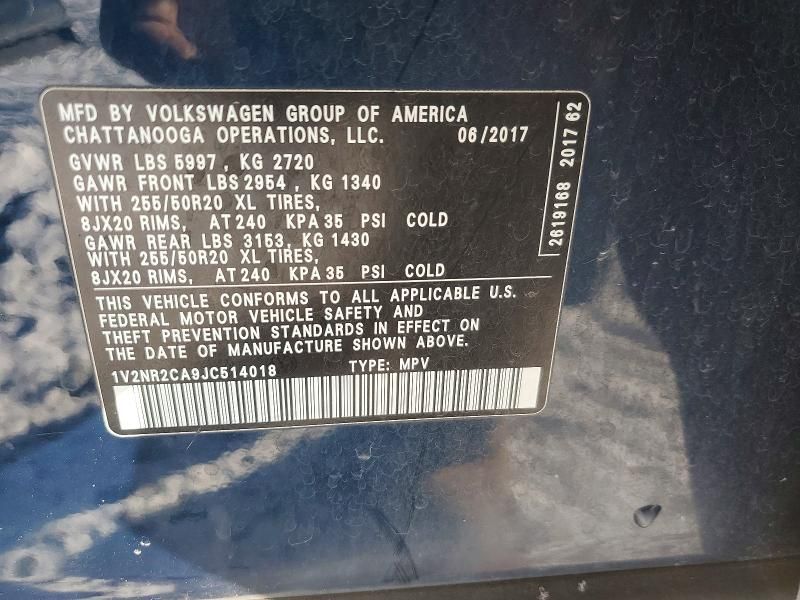 MFD BY VOLKSWAGEN GROUP OF AMERICA
CHATTANOOGA OPERATIONS, LLC. 06/2017
GVWR LBS 5997, KG 2720
GAWR FRONT LBS 2954, KG 1340
WITH 255/50R20 XL TIRES,
8JX20 RIMS, AT 240 KPA 35 PSI COLD
GAWR REAR LBS 3153, KG 1430
WITH 255/50R20 XL TIRES,
8JX20 RIMS, AT 240 KPA 35 PSI COLD
THIS VEHICLE CONFORMS TO ALL APPLICABLE U.S.
FEDERAL MOTOR VEHICLE SAFETY AND
THEFT PREVENTION STANDARDS IN EFFECT ON
THE DATE OF MANUFACTURE SHOWN ABOVE.
1V2NR2CA9JC514018 TYPE: MPV
2619168 2017 62